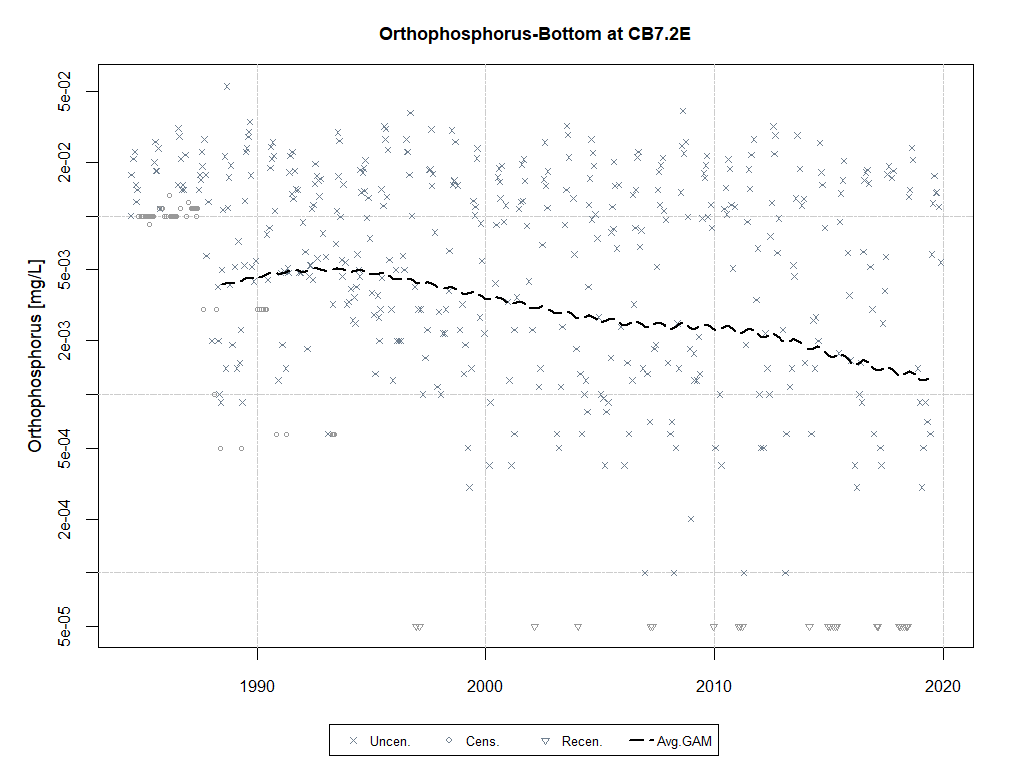 Orthophosphorus-Bottom at CB7.2E
Orthophosphorus [mg/L]
5e-02
2e-02
5e-03
2e-03
5e-04
2e-04
5e-05
1990
2000
2010
2020
Uncen.
Cens.
Recen.
Avg.GAM